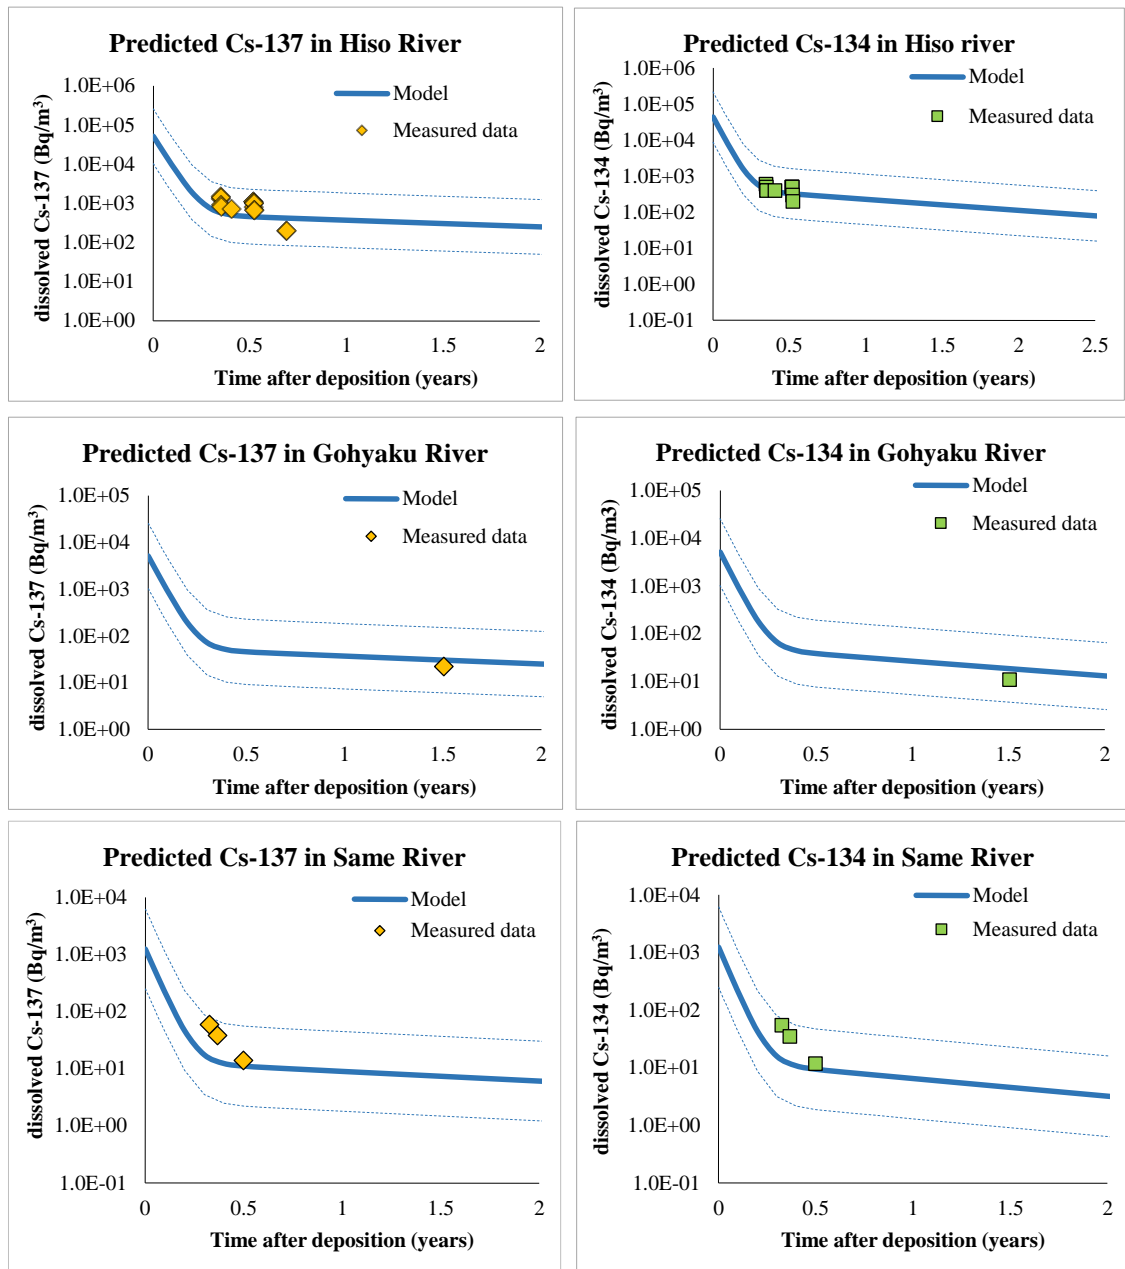 Predicted Cs-137 in Hiso River
dissolved Cs-137 (Bq/m³)
Model
Measured data
1.0E+06
1.0E+05
1.0E+04
1.0E+03
1.0E+02
1.0E+01
1.0E+00
0 0.5 1 1.5 2
Time after deposition (years)
Predicted Cs-134 in Hiso river
dissolved Cs-134 (Bq/m³)
Model
Measured data
1.0E+06
1.0E+05
1.0E+04
1.0E+03
1.0E+02
1.0E+01
1.0E+00
1.0E-01
0 0.5 1 1.5 2 2.5
Time after deposition (years)
Predicted Cs-137 in Gohyaku River
dissolved Cs-137 (Bq/m³)
Model
Measured data
1.0E+05
1.0E+04
1.0E+03
1.0E+02
1.0E+01
1.0E+00
0 0.5 1 1.5 2
Time after deposition (years)
Predicted Cs-134 in Gohyaku River
dissolved Cs-134 (Bq/m3)
Model
Measured data
1.0E+05
1.0E+04
1.0E+03
1.0E+02
1.0E+01
1.0E+00
0 0.5 1 1.5 2
Time after deposition (years)
Predicted Cs-137 in Same River
dissolved Cs-137 (Bq/m³)
Model
Measured data
1.0E+04
1.0E+03
1.0E+02
1.0E+01
1.0E+00
1.0E-01
0 0.5 1 1.5 2
Time after deposition (years)
Predicted Cs-134 in Same River
dissolved Cs-134 (Bq/m³)
Model
Measured data
1.0E+04
1.0E+03
1.0E+02
1.0E+01
1.0E+00
1.0E-01
0 0.5 1 1.5 2
Time after deposition (years)